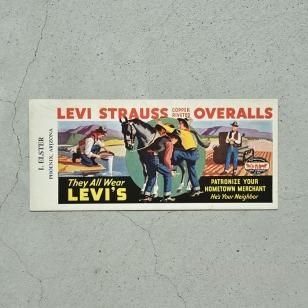 I. ELSTER
PHOENIX, ARIZONA
LEVI STRAUSS COPPER RIVETED OVERALLS
They All Wear
LEVI'S
PATRONIZE YOUR
HOMETOWN MERCHANT
He's Your Neighbor